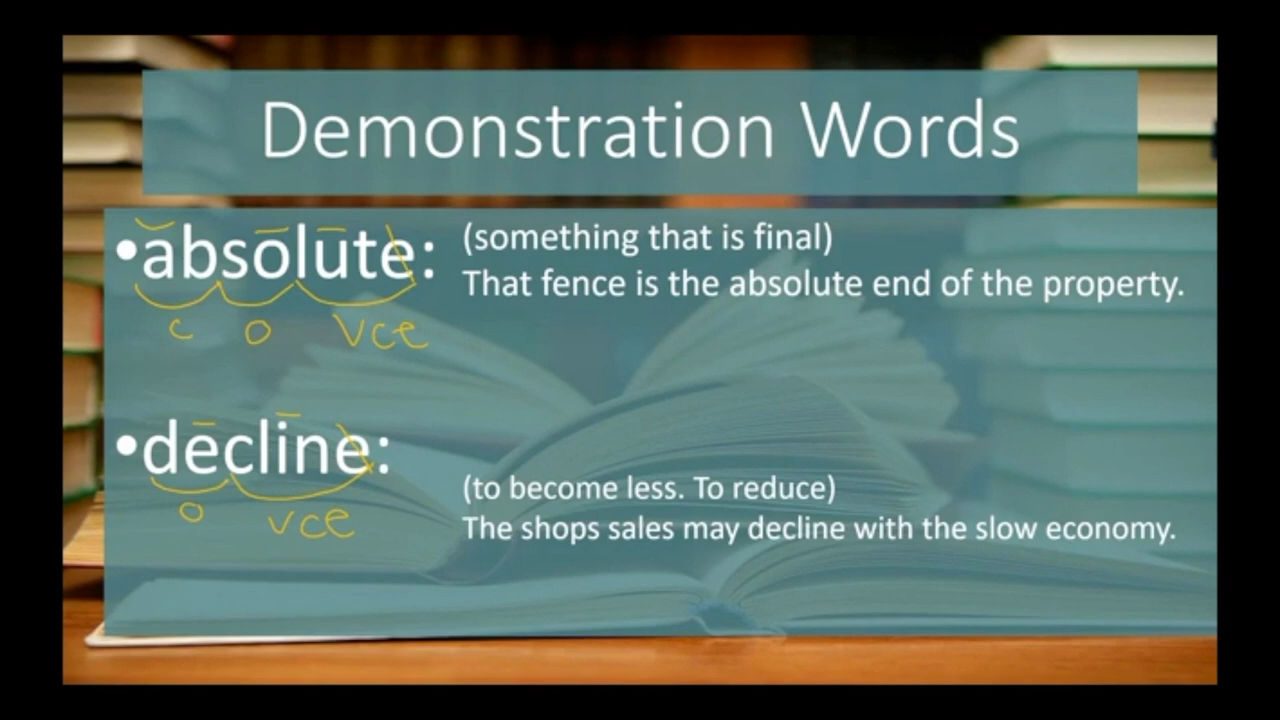 Demonstration Words
•absolute:
(something that is final)
That fence is the absolute end of the property.
c o vce
•decline:
(to become less. To reduce)
The shops sales may decline with the slow economy.
o vce